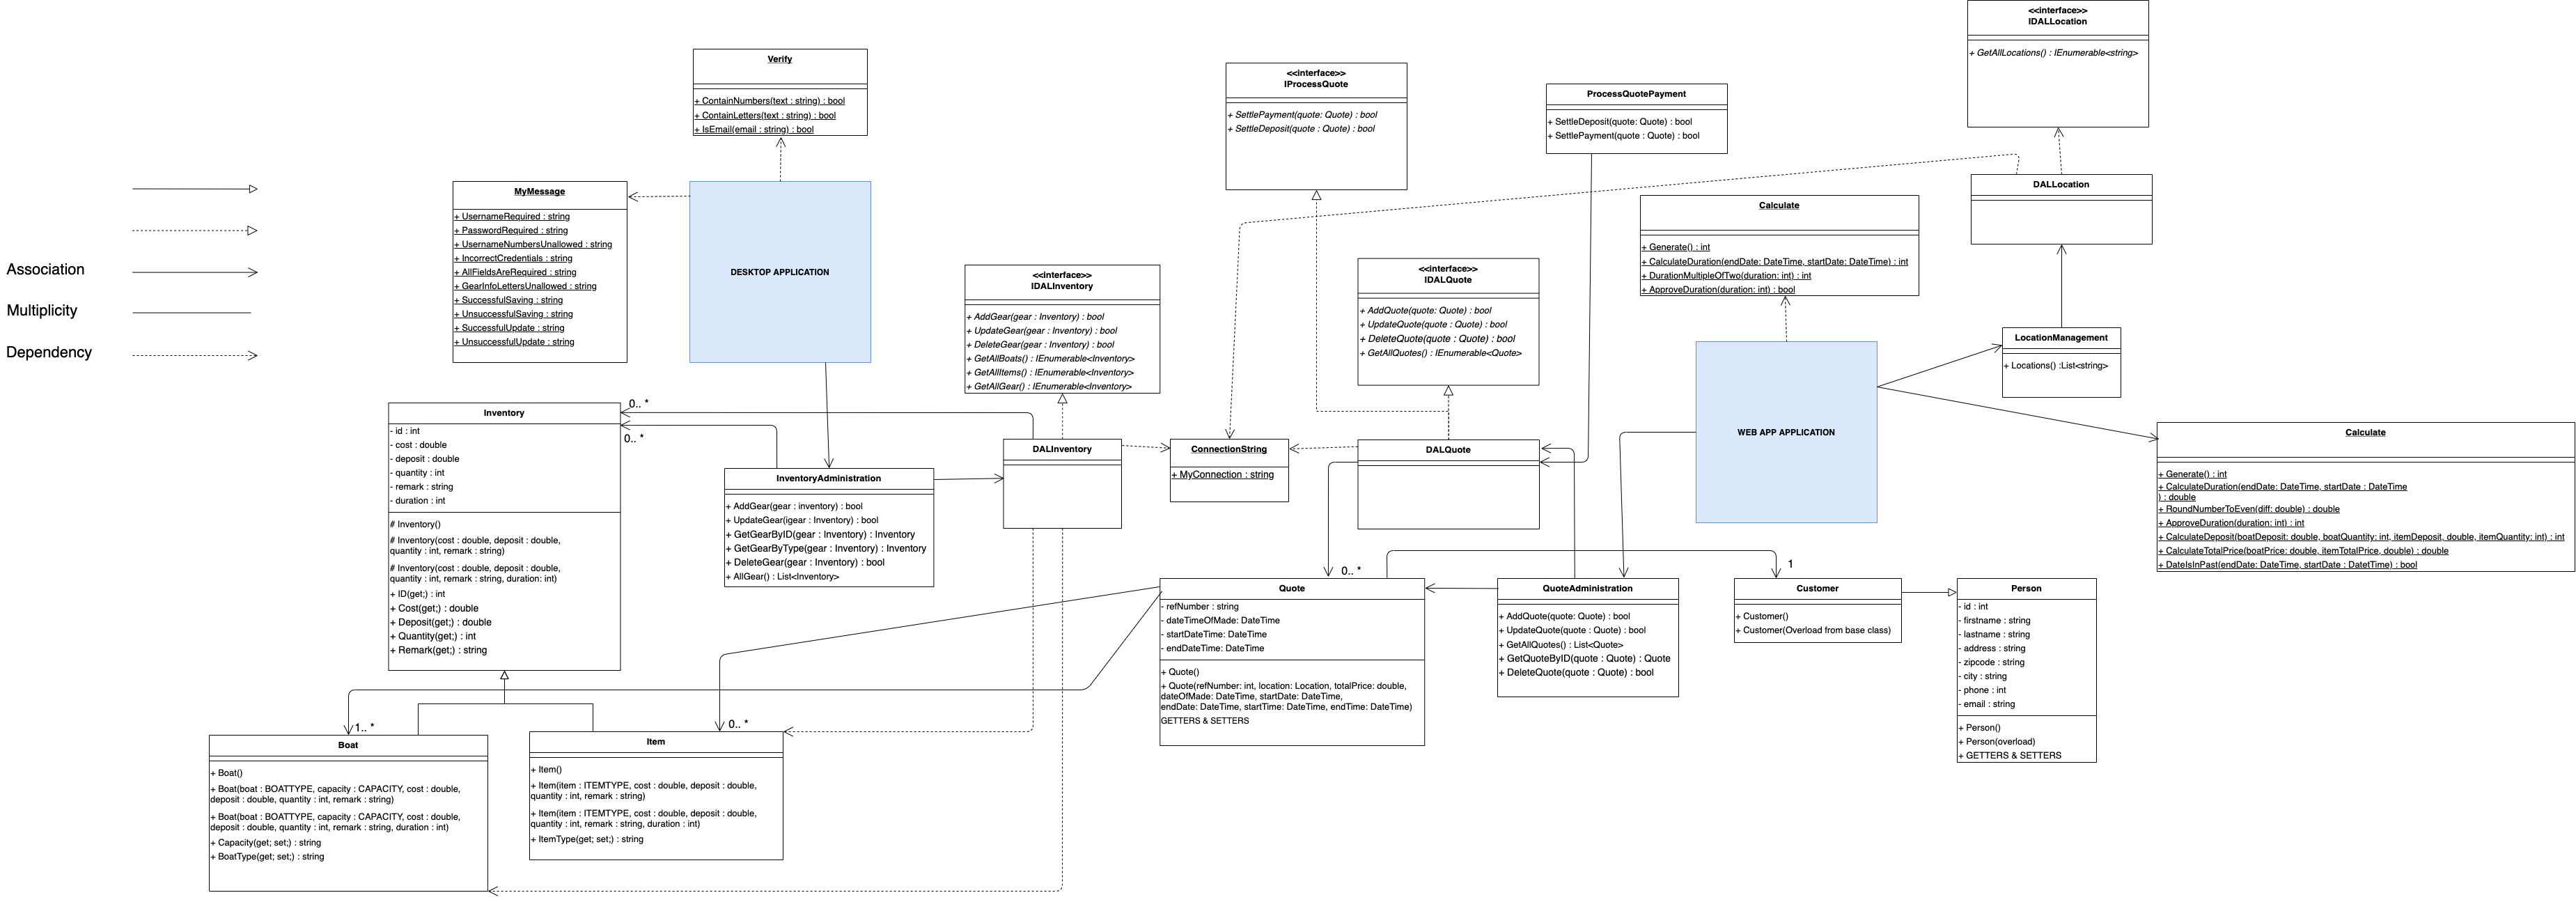 <<interface>>
IDALLocation
+ GetAllLocations() : IEnumerable<string>
Verify
+ ContainNumbers(text : string) : bool
+ ContainLetters(text : string) : bool
+ IsEmail(email : string) : bool
<<interface>>
IProcessQuote
+ SettlePayment(quote: Quote) : bool
+ SettleDeposit(quote : Quote) : bool
ProcessQuotePayment
+ SettleDeposit(quote: Quote) : bool
+ SettlePayment(quote : Quote) : bool
Association
Multiplicity
Dependency
MyMessage
+ UsernameRequired : string
+ PasswordRequired : string
+ UsernameNumbersUnallowed : string
+ IncorrectCredentials : string
+ AllFieldsAreRequired : string
+ GearInfoLettersUnallowed : string
+ SuccessfulSaving : string
+ UnsuccessfulSaving : string
+ SuccessfulUpdate : string
+ UnsuccessfulUpdate : string
DESKTOP APPLICATION
DALLocation
Calculate
+ Generate() : int
+ CalculateDuration(endDate: DateTime, startDate: DateTime) : int
+ DurationMultipleOfTwo(duration: int) : int
+ ApproveDuration(duration: int) : bool
<<interface>>
IDALInventory
+ AddGear(gear : Inventory) : bool
+ UpdateGear(gear : Inventory) : bool
+ DeleteGear(gear : Inventory) : bool
+ GetAllBoats() : IEnumerable<Inventory>
+ GetAllItems() : IEnumerable<Inventory>
+ GetAllGear() : IEnumerable<Inventory>
<<interface>>
IDALQuote
+ AddQuote(quote: Quote) : bool
+ UpdateQuote(quote : Quote) : bool
+ DeleteQuote(quote : Quote) : bool
+ GetAllQuotes() : IEnumerable<Quote>
LocationManagement
+ Locations() :List<string>
WEB APP APPLICATION
Calculate
+ Generate() : int
+ CalculateDuration(endDate: DateTime, startDate : DateTime
) : double
+ RoundNumberToEven(diff: double) : double
+ ApproveDuration(duration: int) : int
+ CalculateDeposit(boatDeposit: double, boatQuantity: int, itemDeposit, double, itemQuantity: int) : int
+ CalculateTotalPrice(boatPrice: double, itemTotalPrice, double) : double
+ DateIsInPast(endDate: DateTime, startDate : DatetTime) : bool
Inventory
- id : int
- cost : double
- deposit : double
- quantity : int
- remark : string
- duration : int
# Inventory()
# Inventory(cost : double, deposit : double,
quantity : int, remark : string)
# Inventory(cost : double, deposit : double,
quantity : int, remark : string, duration: int)
+ ID(get;) : int
+ Cost(get;) : double
+ Deposit(get;) : double
+ Quantity(get;) : int
+ Remark(get;) : string
0.. *
0.. *
InventoryAdministration
+ AddGear(gear : inventory) : bool
+ UpdateGear(igear : Inventory) : bool
+ GetGearByID(gear : Inventory) : Inventory
+ GetGearByType(gear : Inventory) : Inventory
+ DeleteGear(gear : Inventory) : bool
+ AllGear() : List<Inventory>
DALInventory
ConnectionString
+ MyConnection : string
DALQuote
0.. *
1
Quote
- refNumber : string
- dateTimeOfMade: DateTime
- startDateTime: DateTime
- endDateTime: DateTime
+ Quote()
+ Quote(refNumber: int, location: Location, totalPrice: double,
dateOfMade: DateTime, startDate: DateTime,
endDate: DateTime, startTime: DateTime, endTime: DateTime)
GETTERS & SETTERS
QuoteAdministration
+ AddQuote(quote: Quote) : bool
+ UpdateQuote(quote : Quote) : bool
+ GetAllQuotes() : List<Quote>
+ GetQuoteByID(quote : Quote) : Quote
+ DeleteQuote(quote : Quote) : bool
Customer
+ Customer()
+ Customer(Overload from base class)
Person
- id : int
- firstname : string
- lastname : string
- address : string
- zipcode : string
- city : string
- phone : int
- email : string
+ Person()
+ Person(overload)
+ GETTERS & SETTERS
1.. *
0.. *
Boat
+ Boat()
+ Boat(boat : BOATTYPE, capacity : CAPACITY, cost : double,
deposit : double, quantity : int, remark : string)
+ Boat(boat : BOATTYPE, capacity : CAPACITY, cost : double,
deposit : double, quantity : int, remark : string, duration : int)
+ Capacity(get; set;) : string
+ BoatType(get; set;) : string
Item
+ Item()
+ Item(item : ITEMTYPE, cost : double, deposit : double,
quantity : int, remark : string)
+ Item(item : ITEMTYPE, cost : double, deposit : double,
quantity : int, remark : string, duration : int)
+ ItemType(get; set;) : string